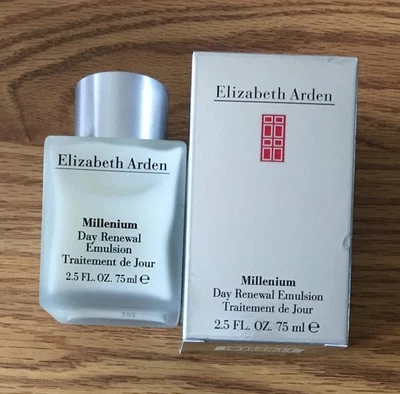 Elizabeth Arden
Millenium
Day Renewal
Emulsion
Traitement de Jour
2.5 FL. OZ. 75 ml e
Elizabeth Arden
Millenium
Day Renewal Emulsion
Traitement de Jour
2.5 FL. OZ. 75 ml e